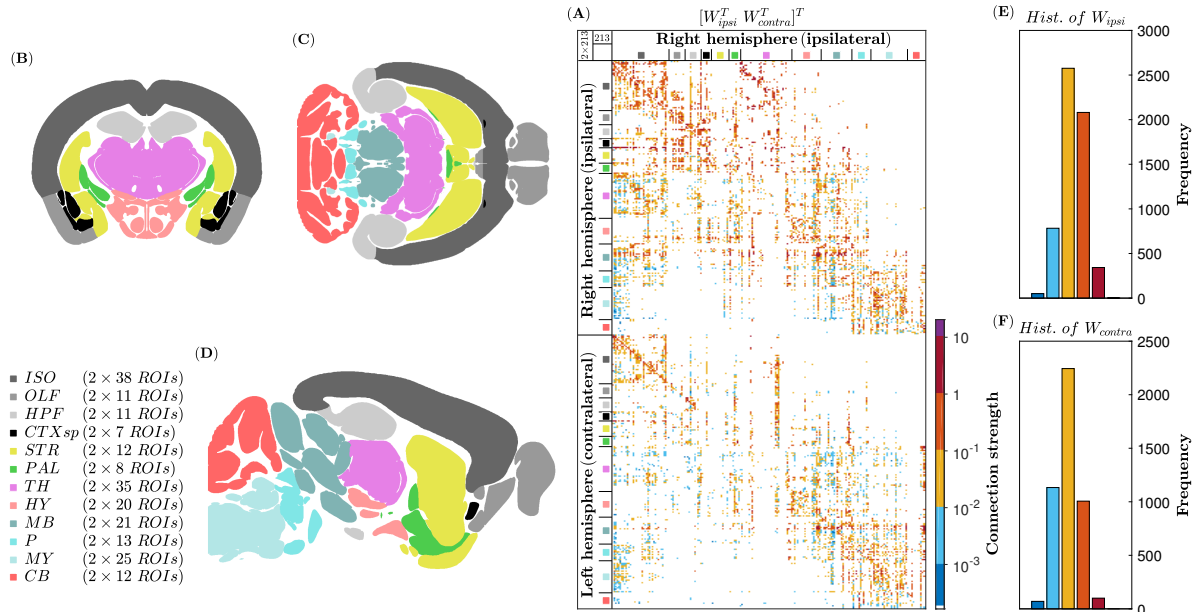 (A)
[W^T_ipsi W^T_contra]^T
2×213
213
Right hemisphere (ipsilateral)
Right hemisphere (ipsilateral)
Left hemisphere (contralateral)
10
1
10^-1
10^-2
10^-3
Connection strength
(B)
(C)
(D)
ISO (2 × 38 ROIs)
OLF (2 × 11 ROIs)
HPF (2 × 11 ROIs)
CTXsp (2 × 7 ROIs)
STR (2 × 12 ROIs)
PAL (2 × 8 ROIs)
TH (2 × 35 ROIs)
HY (2 × 20 ROIs)
MB (2 × 21 ROIs)
P (2 × 13 ROIs)
MY (2 × 25 ROIs)
CB (2 × 12 ROIs)
(E)
Hist. of W_ipsi
3000
2500
2000
1500
1000
500
0
Frequency
(F)
Hist. of W_contra
2500
2000
1500
1000
500
0
Frequency